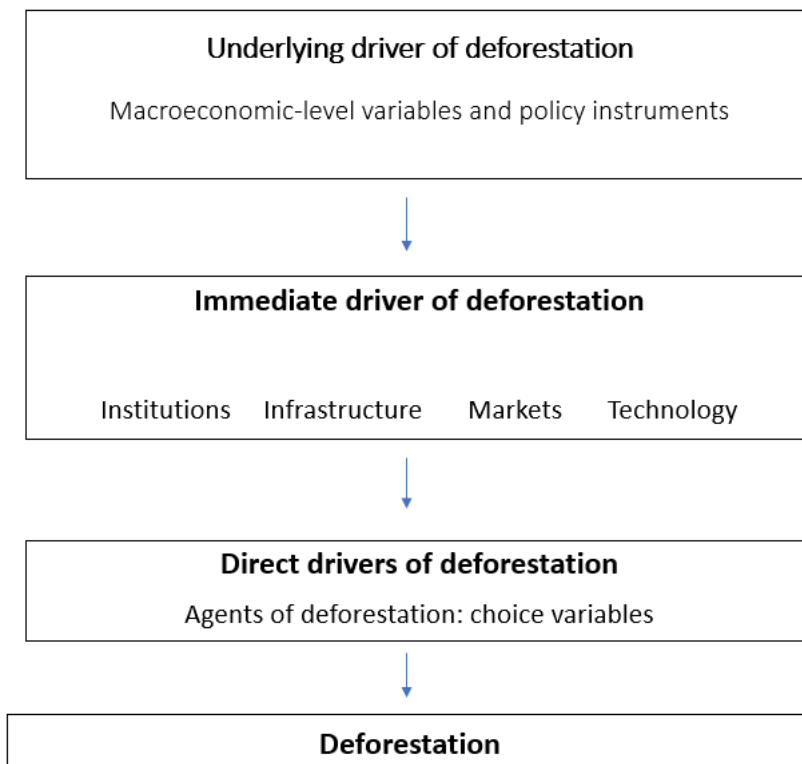 Underlying driver of deforestation
Macroeconomic-level variables and policy instruments
Immediate driver of deforestation
Institutions Infrastructure Markets Technology
Direct drivers of deforestation
Agents of deforestation: choice variables
Deforestation